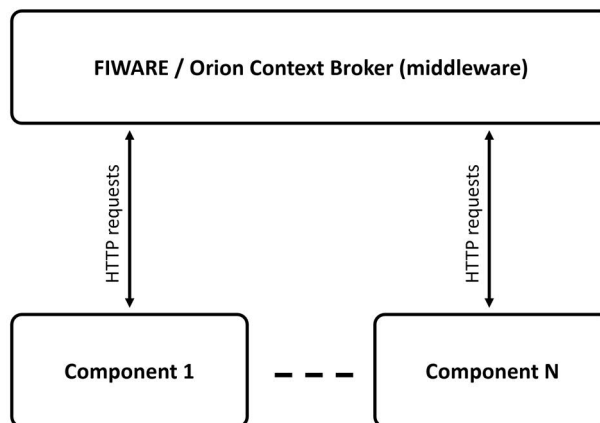 FIWARE / Orion Context Broker (middleware)
HTTP requests
HTTP requests
Component 1
Component N